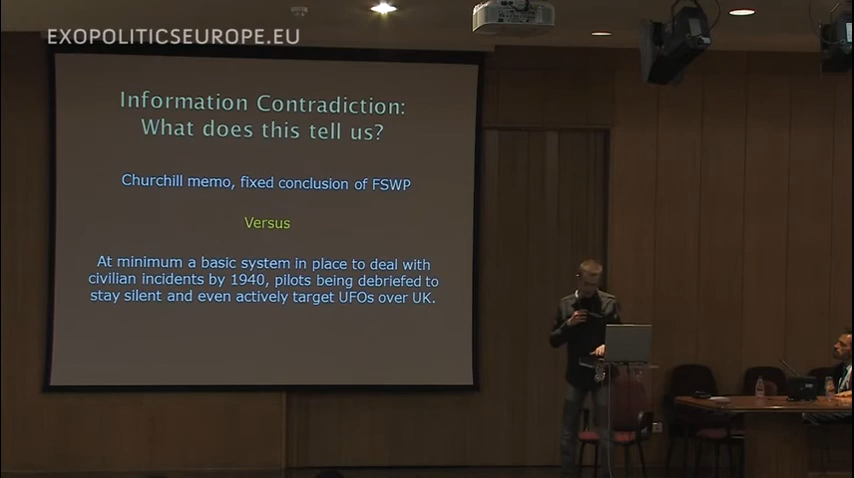 EXOPOLITICSEUROPE.EU
Information Contradiction:
What does this tell us?
Churchill memo, fixed conclusion of FSWP
Versus
At minimum a basic system in place to deal with
civilian incidents by 1940, pilots being debriefed to
stay silent and even actively target UFOs over UK.